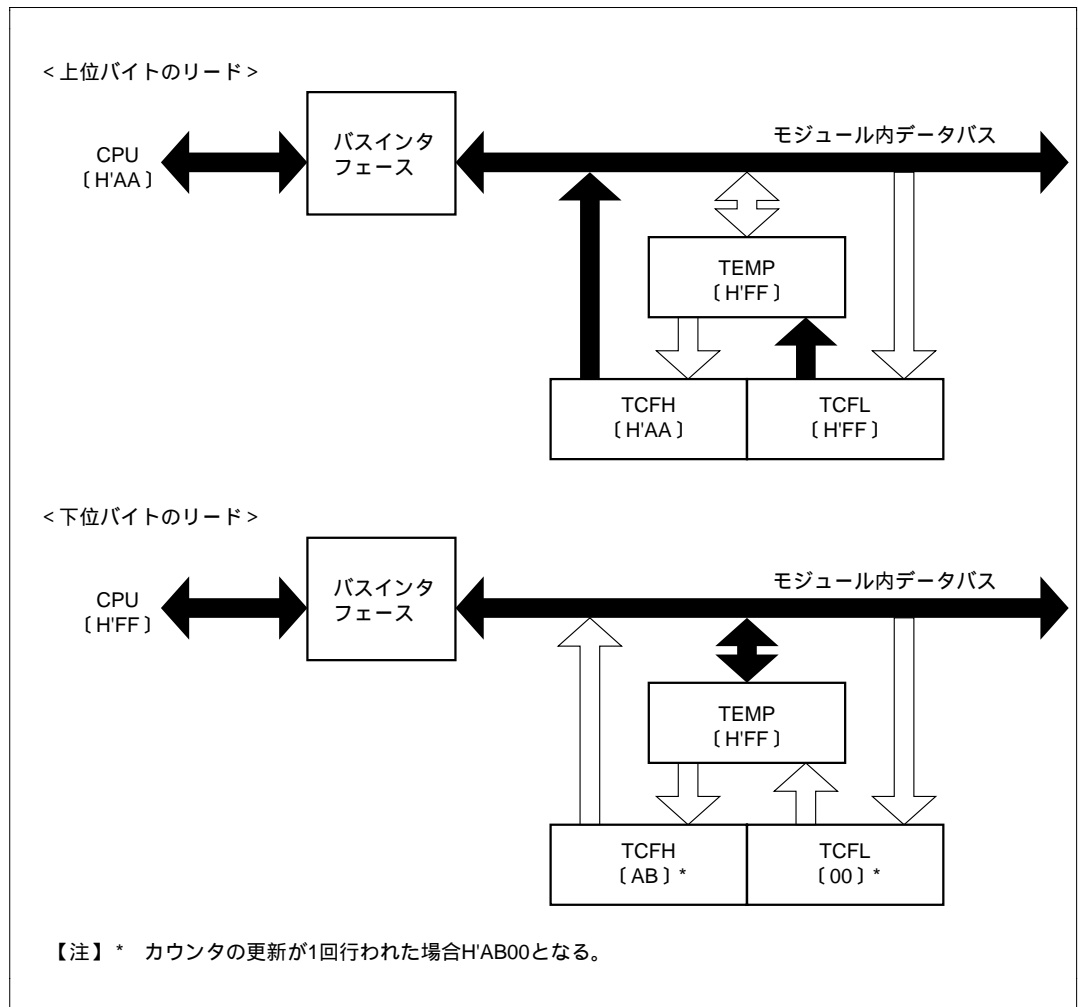 <上位バイトのリード>
バスインタ
フェース
モジュール内データバス
CPU
〔H'AA〕
TEMP
〔H'FF〕
TCFH
〔H'AA〕
TCFL
〔H'FF〕
<下位バイトのリード>
バスインタ
フェース
モジュール内データバス
CPU
〔H'FF〕
TEMP
〔H'FF〕
TCFH
〔AB〕*
TCFL
〔00〕*
【注】* カウンタの更新が1回行われた場合H'AB00となる。